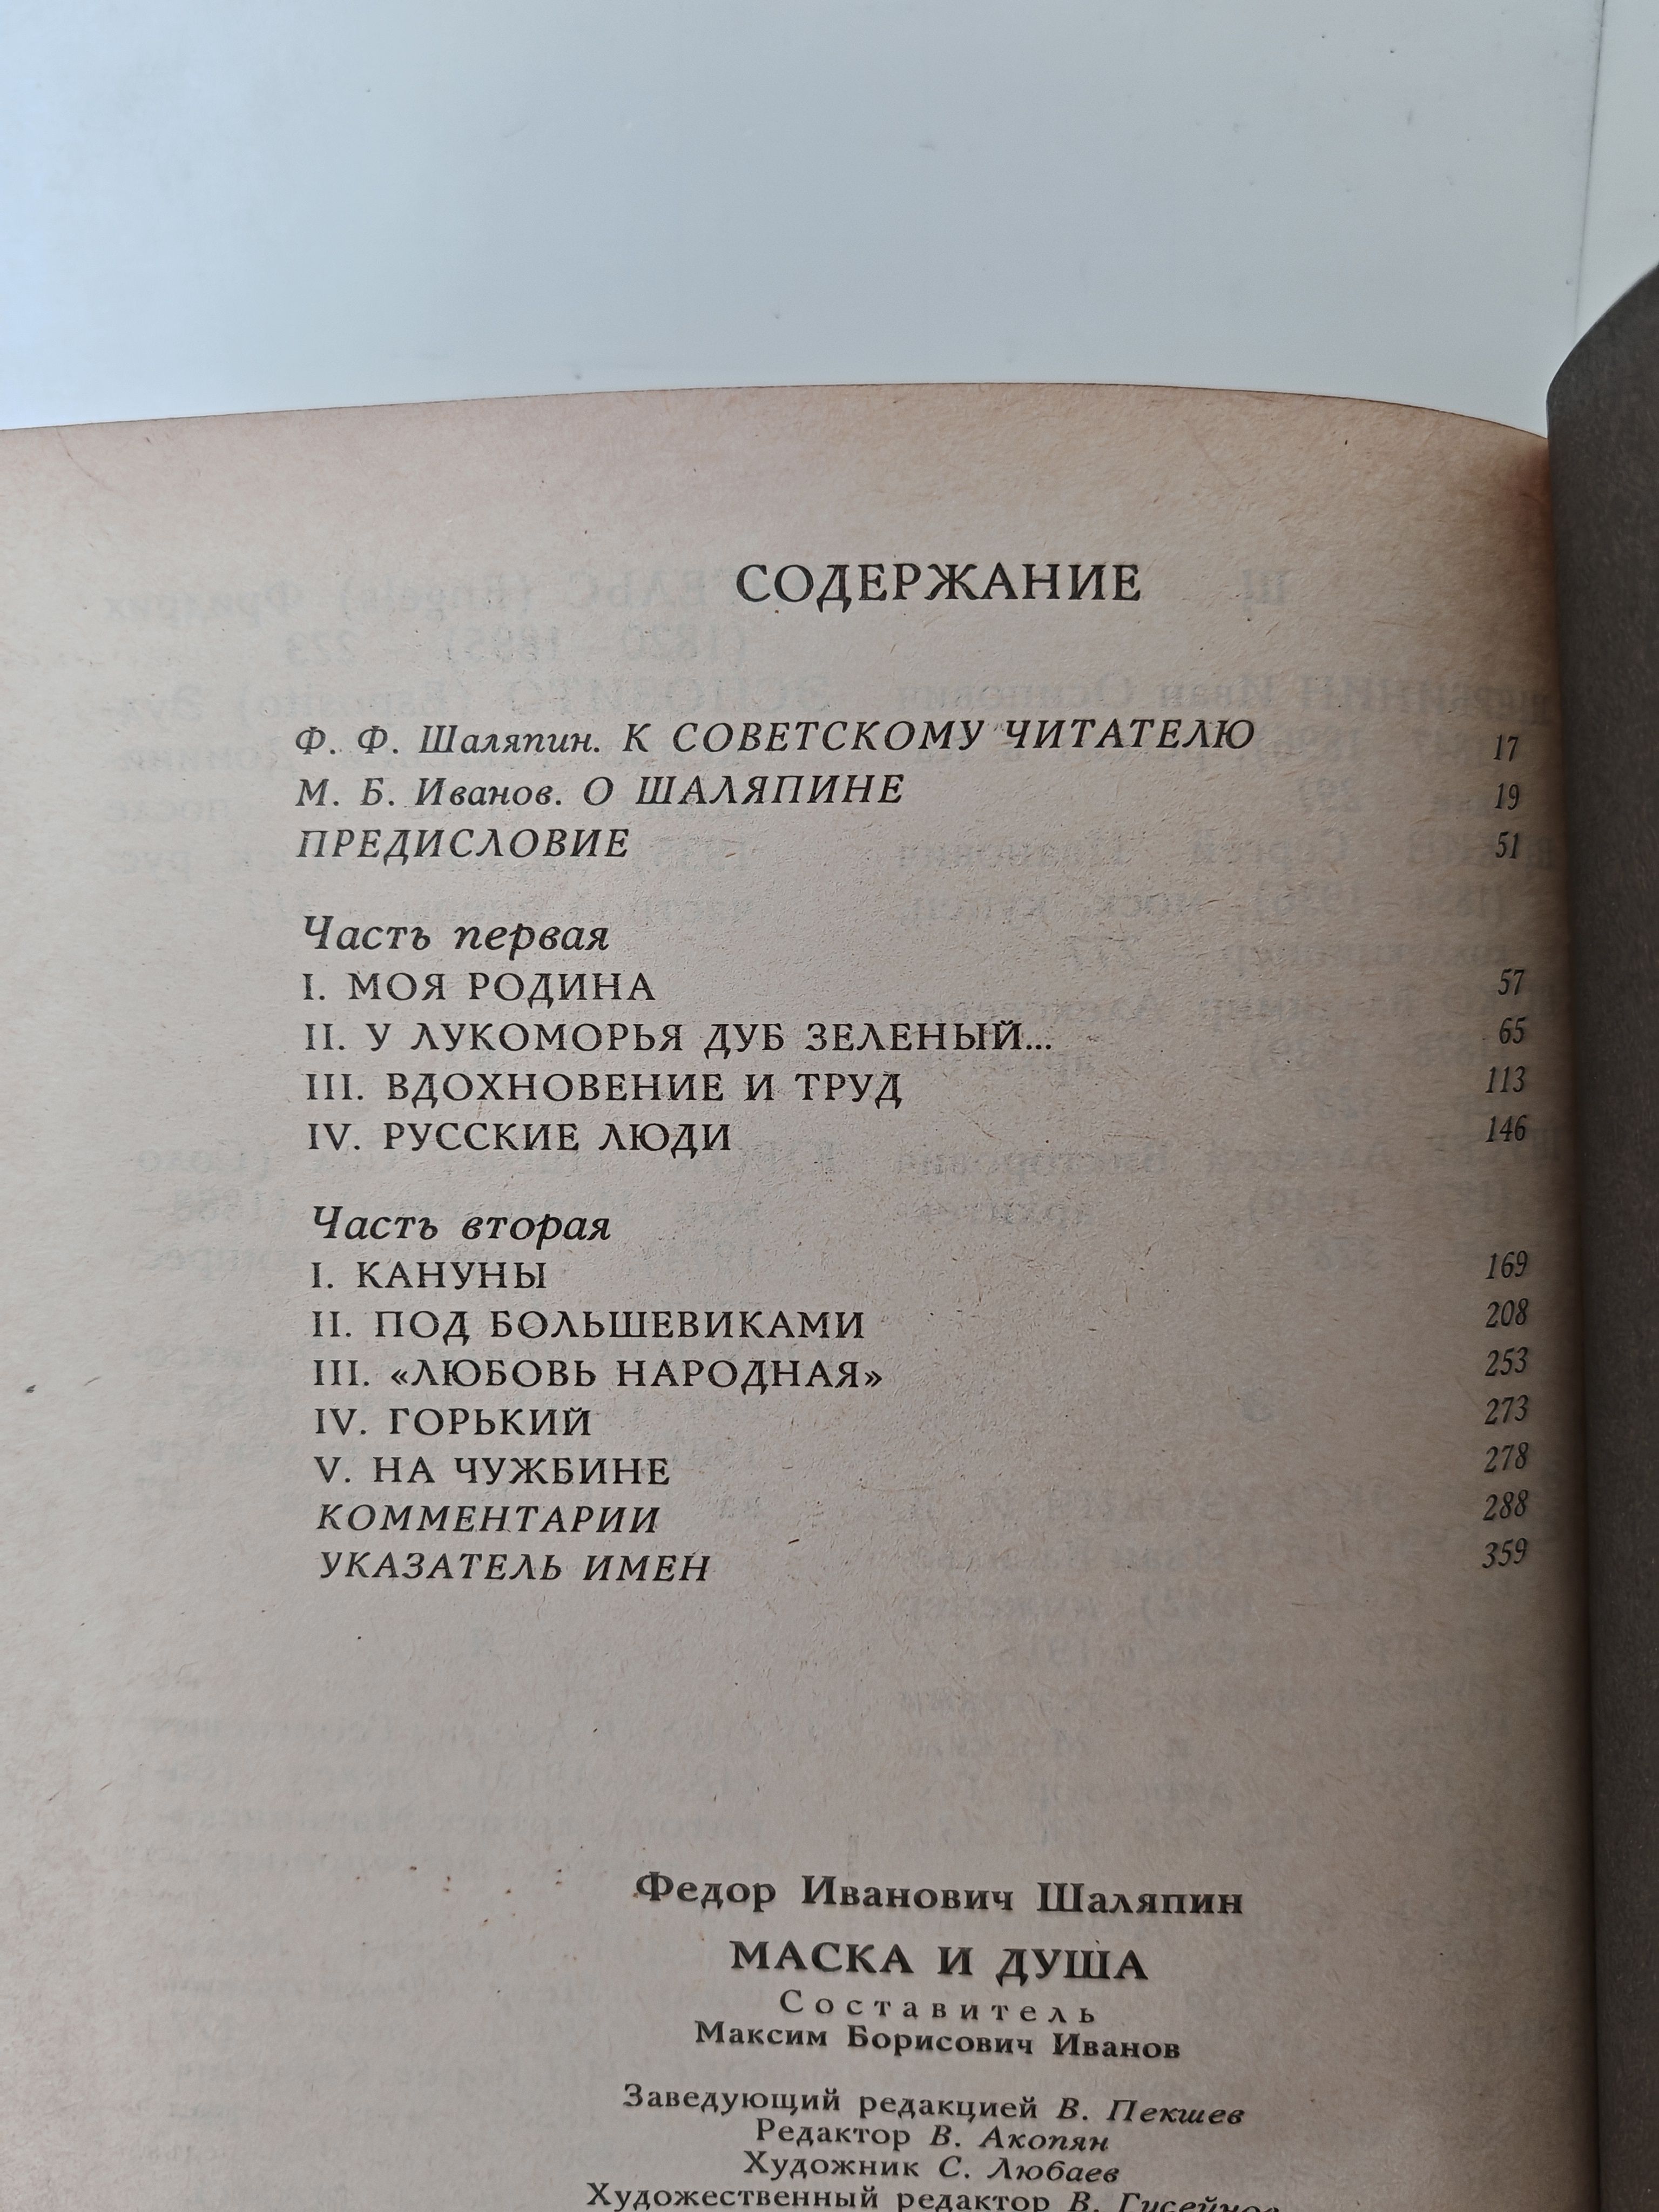 СОДЕРЖАНИЕ
Ф. Ф. Шаляпин. К СОВЕТСКОМУ ЧИТАТЕЛЮ 17
М. Б. Иванов. О ШАЛЯПИНЕ 19
ПРЕДИСЛОВИЕ 51
Часть первая
I. МОЯ РОДИНА 57
II. У ЛУКОМОРЬЯ ДУБ ЗЕЛЕНЫЙ... 65
III. ВДОХНОВЕНИЕ И ТРУД 113
IV. РУССКИЕ ЛЮДИ 146
Часть вторая
I. КАНУНЫ 169
II. ПОД БОЛЬШЕВИКАМИ 208
III. «ЛЮБОВЬ НАРОДНАЯ» 253
IV. ГОРЬКИЙ 273
V. НА ЧУЖБИНЕ 278
КОММЕНТАРИИ 288
УКАЗАТЕЛЬ ИМЕН 359
Федор Иванович Шаляпин
МАСКА И ДУША
Составитель
Максим Борисович Иванов
Заведующий редакцией В. Пекшев
Редактор В. Акопян
Художник С. Любаев
Художественный редактор В. Гусейнов